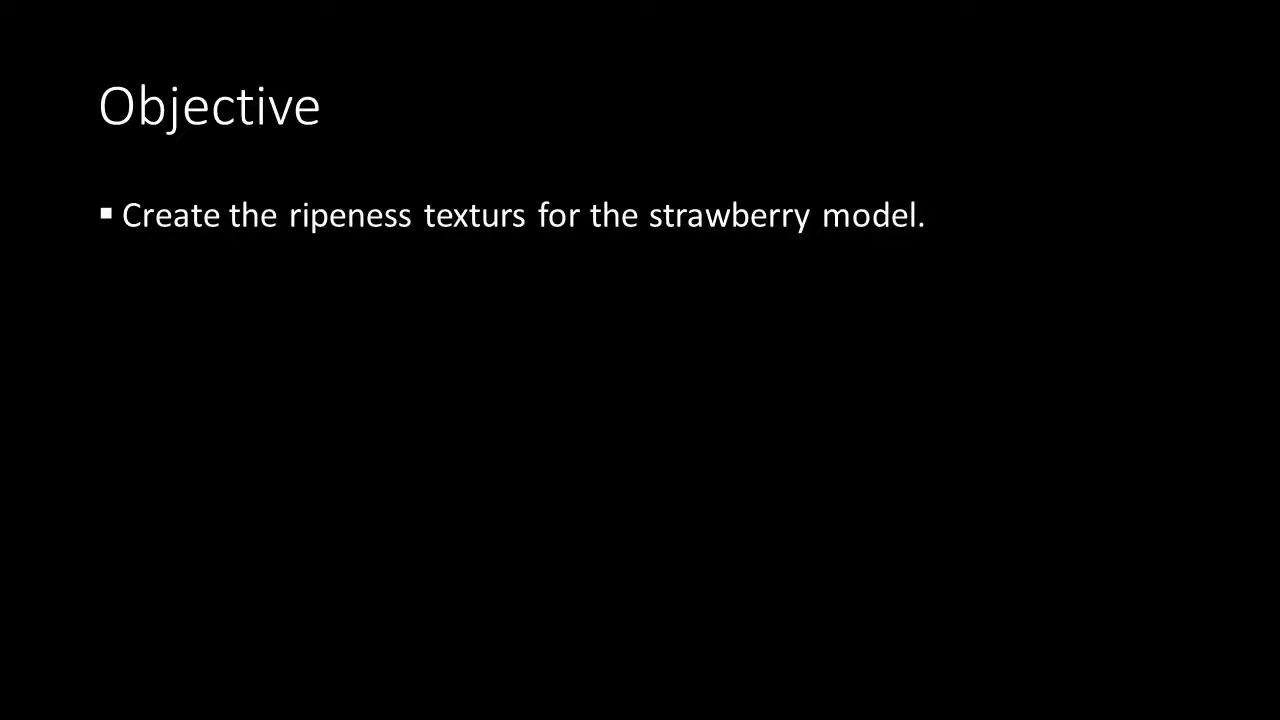 Objective
▪ Create the ripeness texturs for the strawberry model.